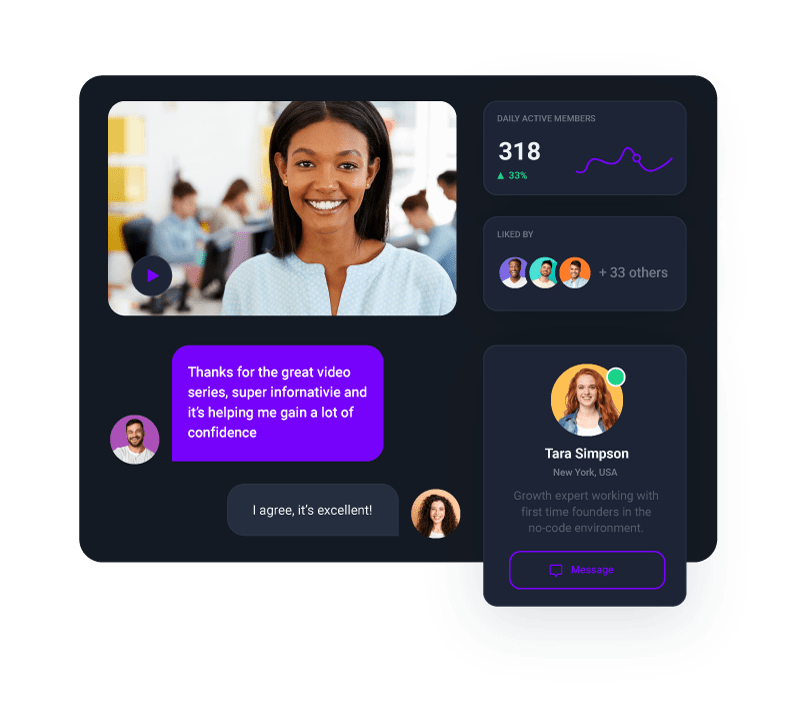 DAILY ACTIVE MEMBERS
318
▲ 33%
LIKED BY
+ 33 others
Thanks for the great video
series, super infornativie and
it's helping me gain a lot of
confidence
I agree, it's excellent!
Tara Simpson
New York, USA
Growth expert working with
first time founders in the
no-code environment.
Message